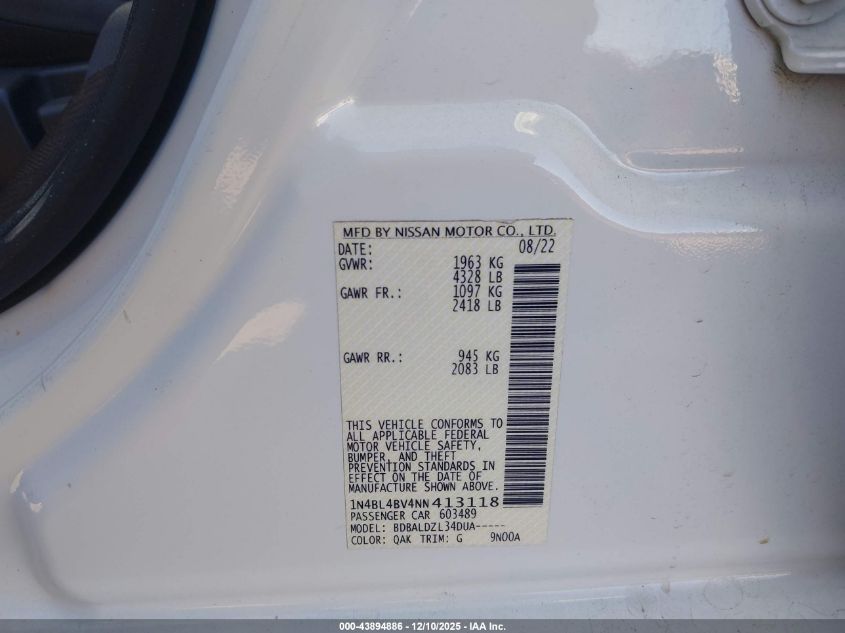 MFD BY NISSAN MOTOR CO., LTD.
DATE: 08/22
GVWR: 1963 KG
4328 LB
GAWR FR.: 1097 KG
2418 LB
GAWR RR.: 945 KG
2083 LB
THIS VEHICLE CONFORMS TO
ALL APPLICABLE FEDERAL
MOTOR VEHICLE SAFETY,
BUMPER, AND THEFT
PREVENTION STANDARDS IN
EFFECT ON THE DATE OF
MANUFACTURE SHOWN ABOVE.
1N4BL4BV4NN413118
PASSENGER CAR 603489
MODEL: BDBALDZL34DUA-----
COLOR: QAK TRIM: G 9N00A
000-43894886 - 12/10/2025 - IAA Inc.